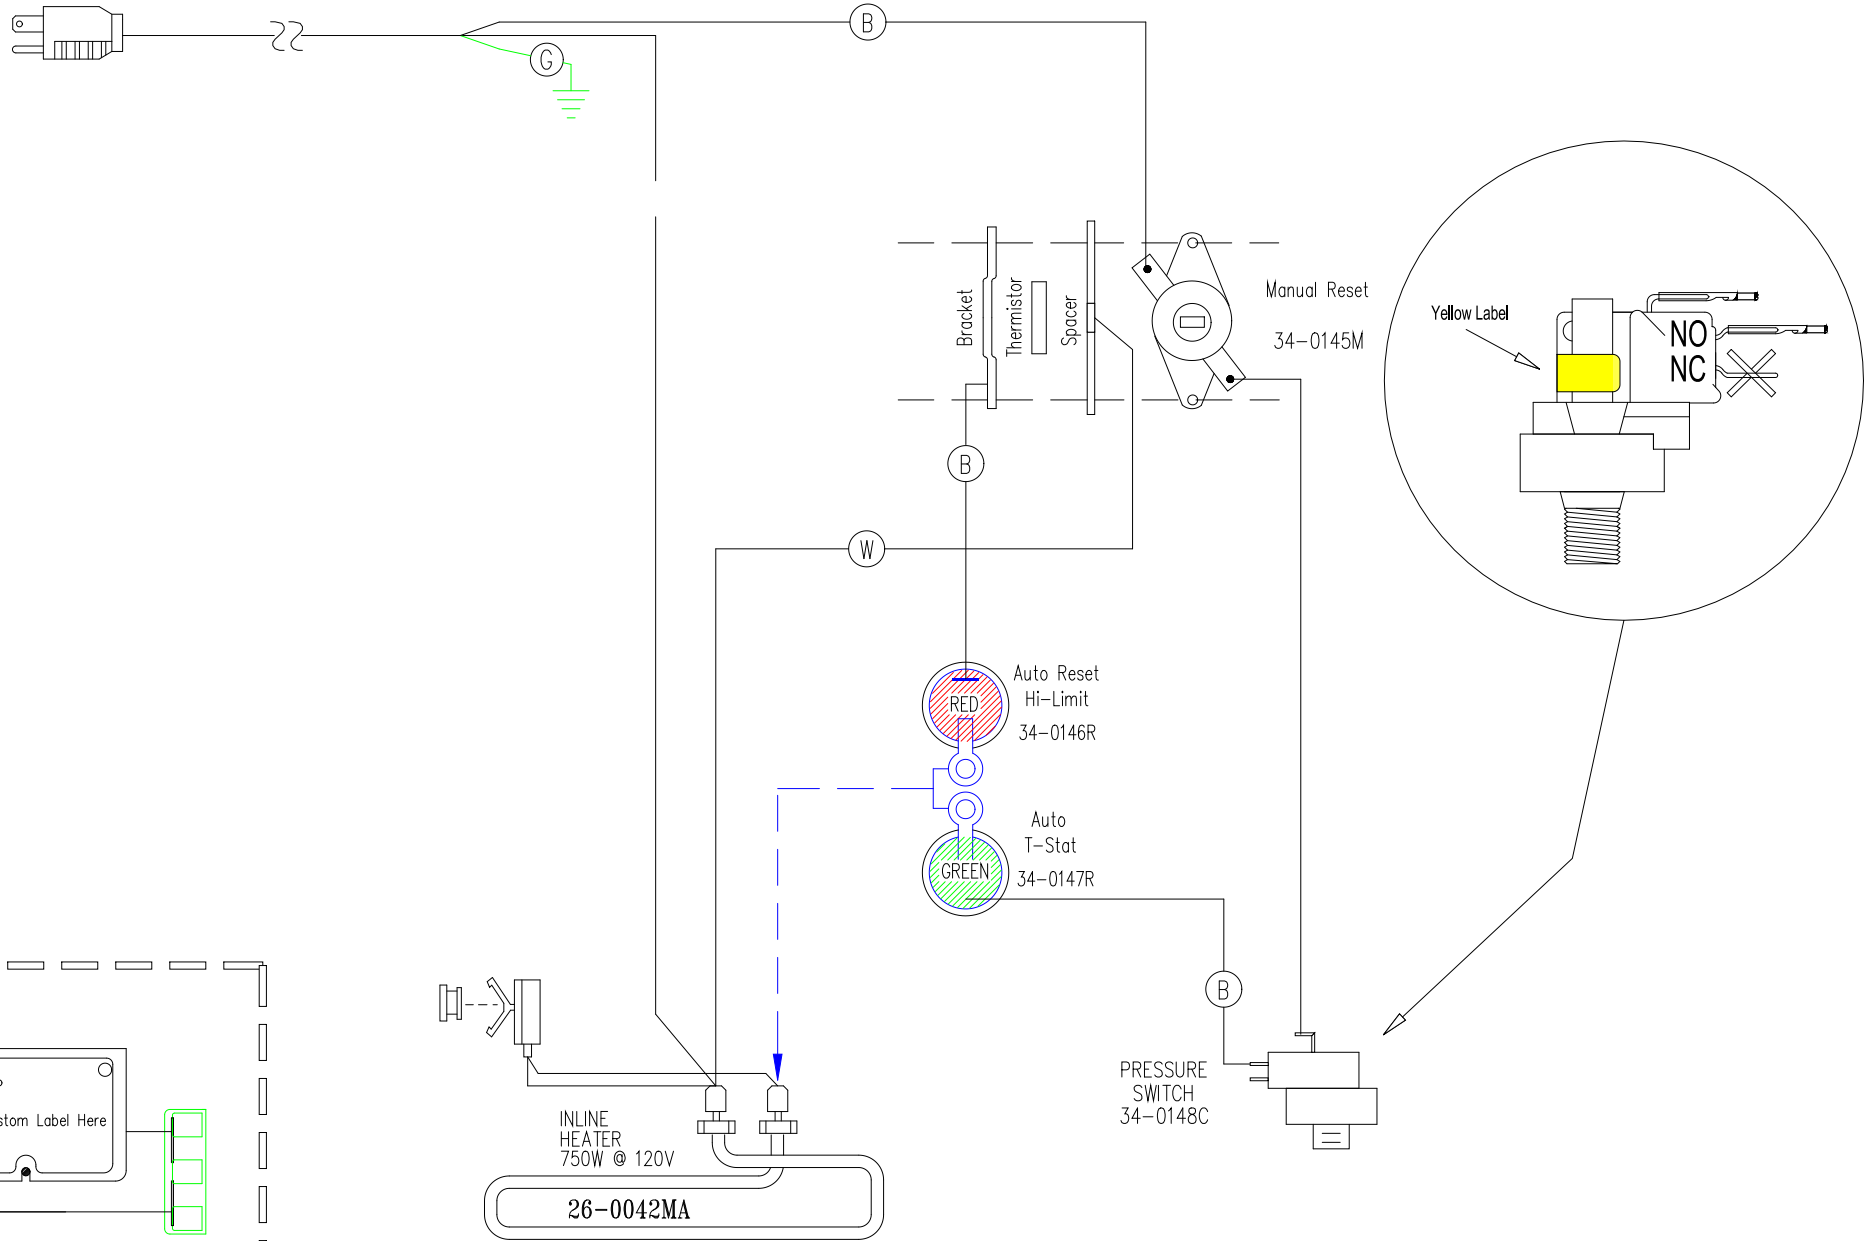 B
G
Bracket
Thermistor
Spacer
Manual Reset
34-0145M
Yellow Label
NO
NC
B
W
RED
Auto Reset
Hi-Limit
34-0146R
GREEN
Auto
T-Stat
34-0147R
B
PRESSURE
SWITCH
34-0148C
stom Label Here
INLINE
HEATER
750W @ 120V
26-0042MA